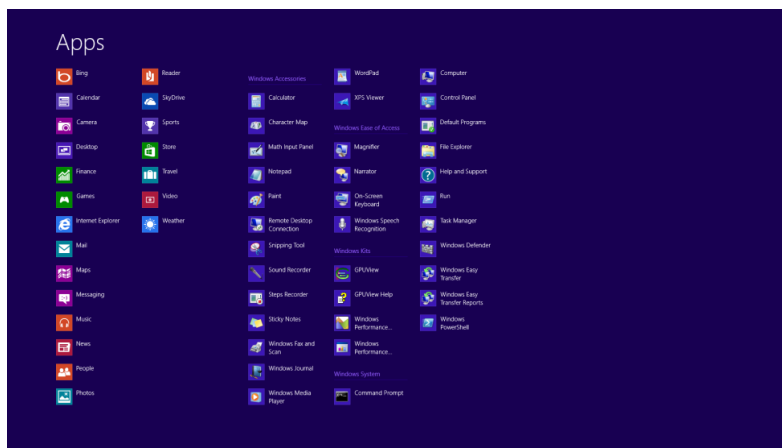 Apps
Bing
Calendar
Camera
Desktop
Finance
Games
Internet Explorer
Mail
Maps
Messaging
Music
News
People
Photos
Reader
SkyDrive
Sports
Store
Travel
Video
Weather
Windows Accessories
Calculator
Character Map
Math Input Panel
Notepad
Paint
Remote Desktop
Connection
Snipping Tool
Sound Recorder
Steps Recorder
Sticky Notes
Windows Fax and
Scan
Windows Journal
Windows Media
Player
WordPad
XPS Viewer
Windows Ease of Access
Magnifier
Narrator
On-Screen
Keyboard
Windows Speech
Recognition
Windows Kits
GPUView
GPUView Help
Windows
Performance...
Windows
Performance...
Windows System
Command Prompt
Computer
Control Panel
Default Programs
File Explorer
Help and Support
Run
Task Manager
Windows Defender
Windows Easy
Transfer
Windows Easy
Transfer Reports
Windows
PowerShell